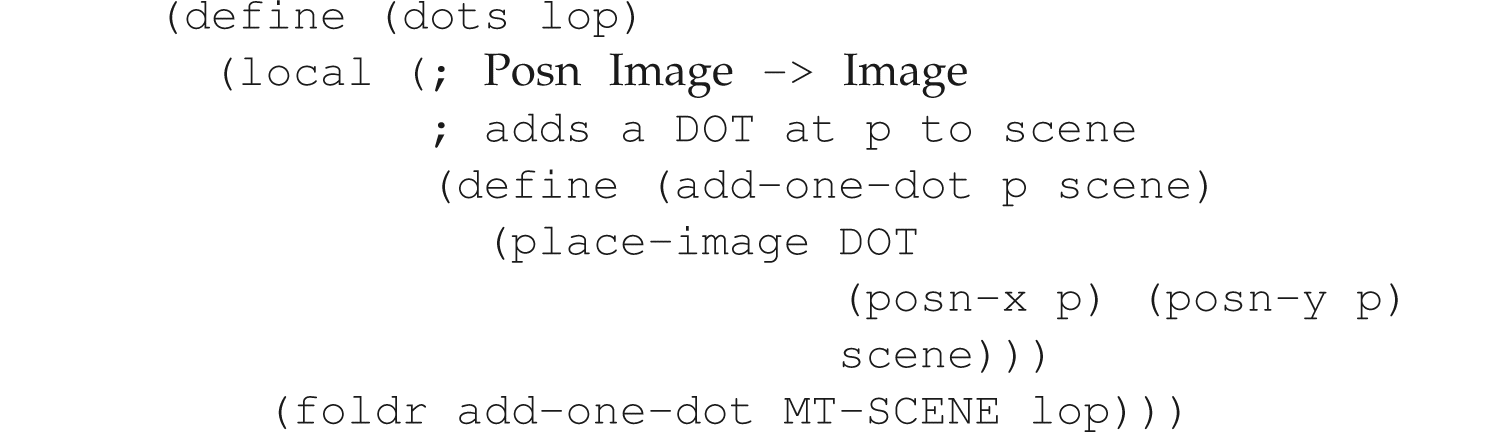 (define (dots lop)
(local (; Posn Image -> Image
; adds a DOT at p to scene
(define (add-one-dot p scene)
(place-image DOT
(posn-x p) (posn-y p)
scene)))
(foldr add-one-dot MT-SCENE lop)))